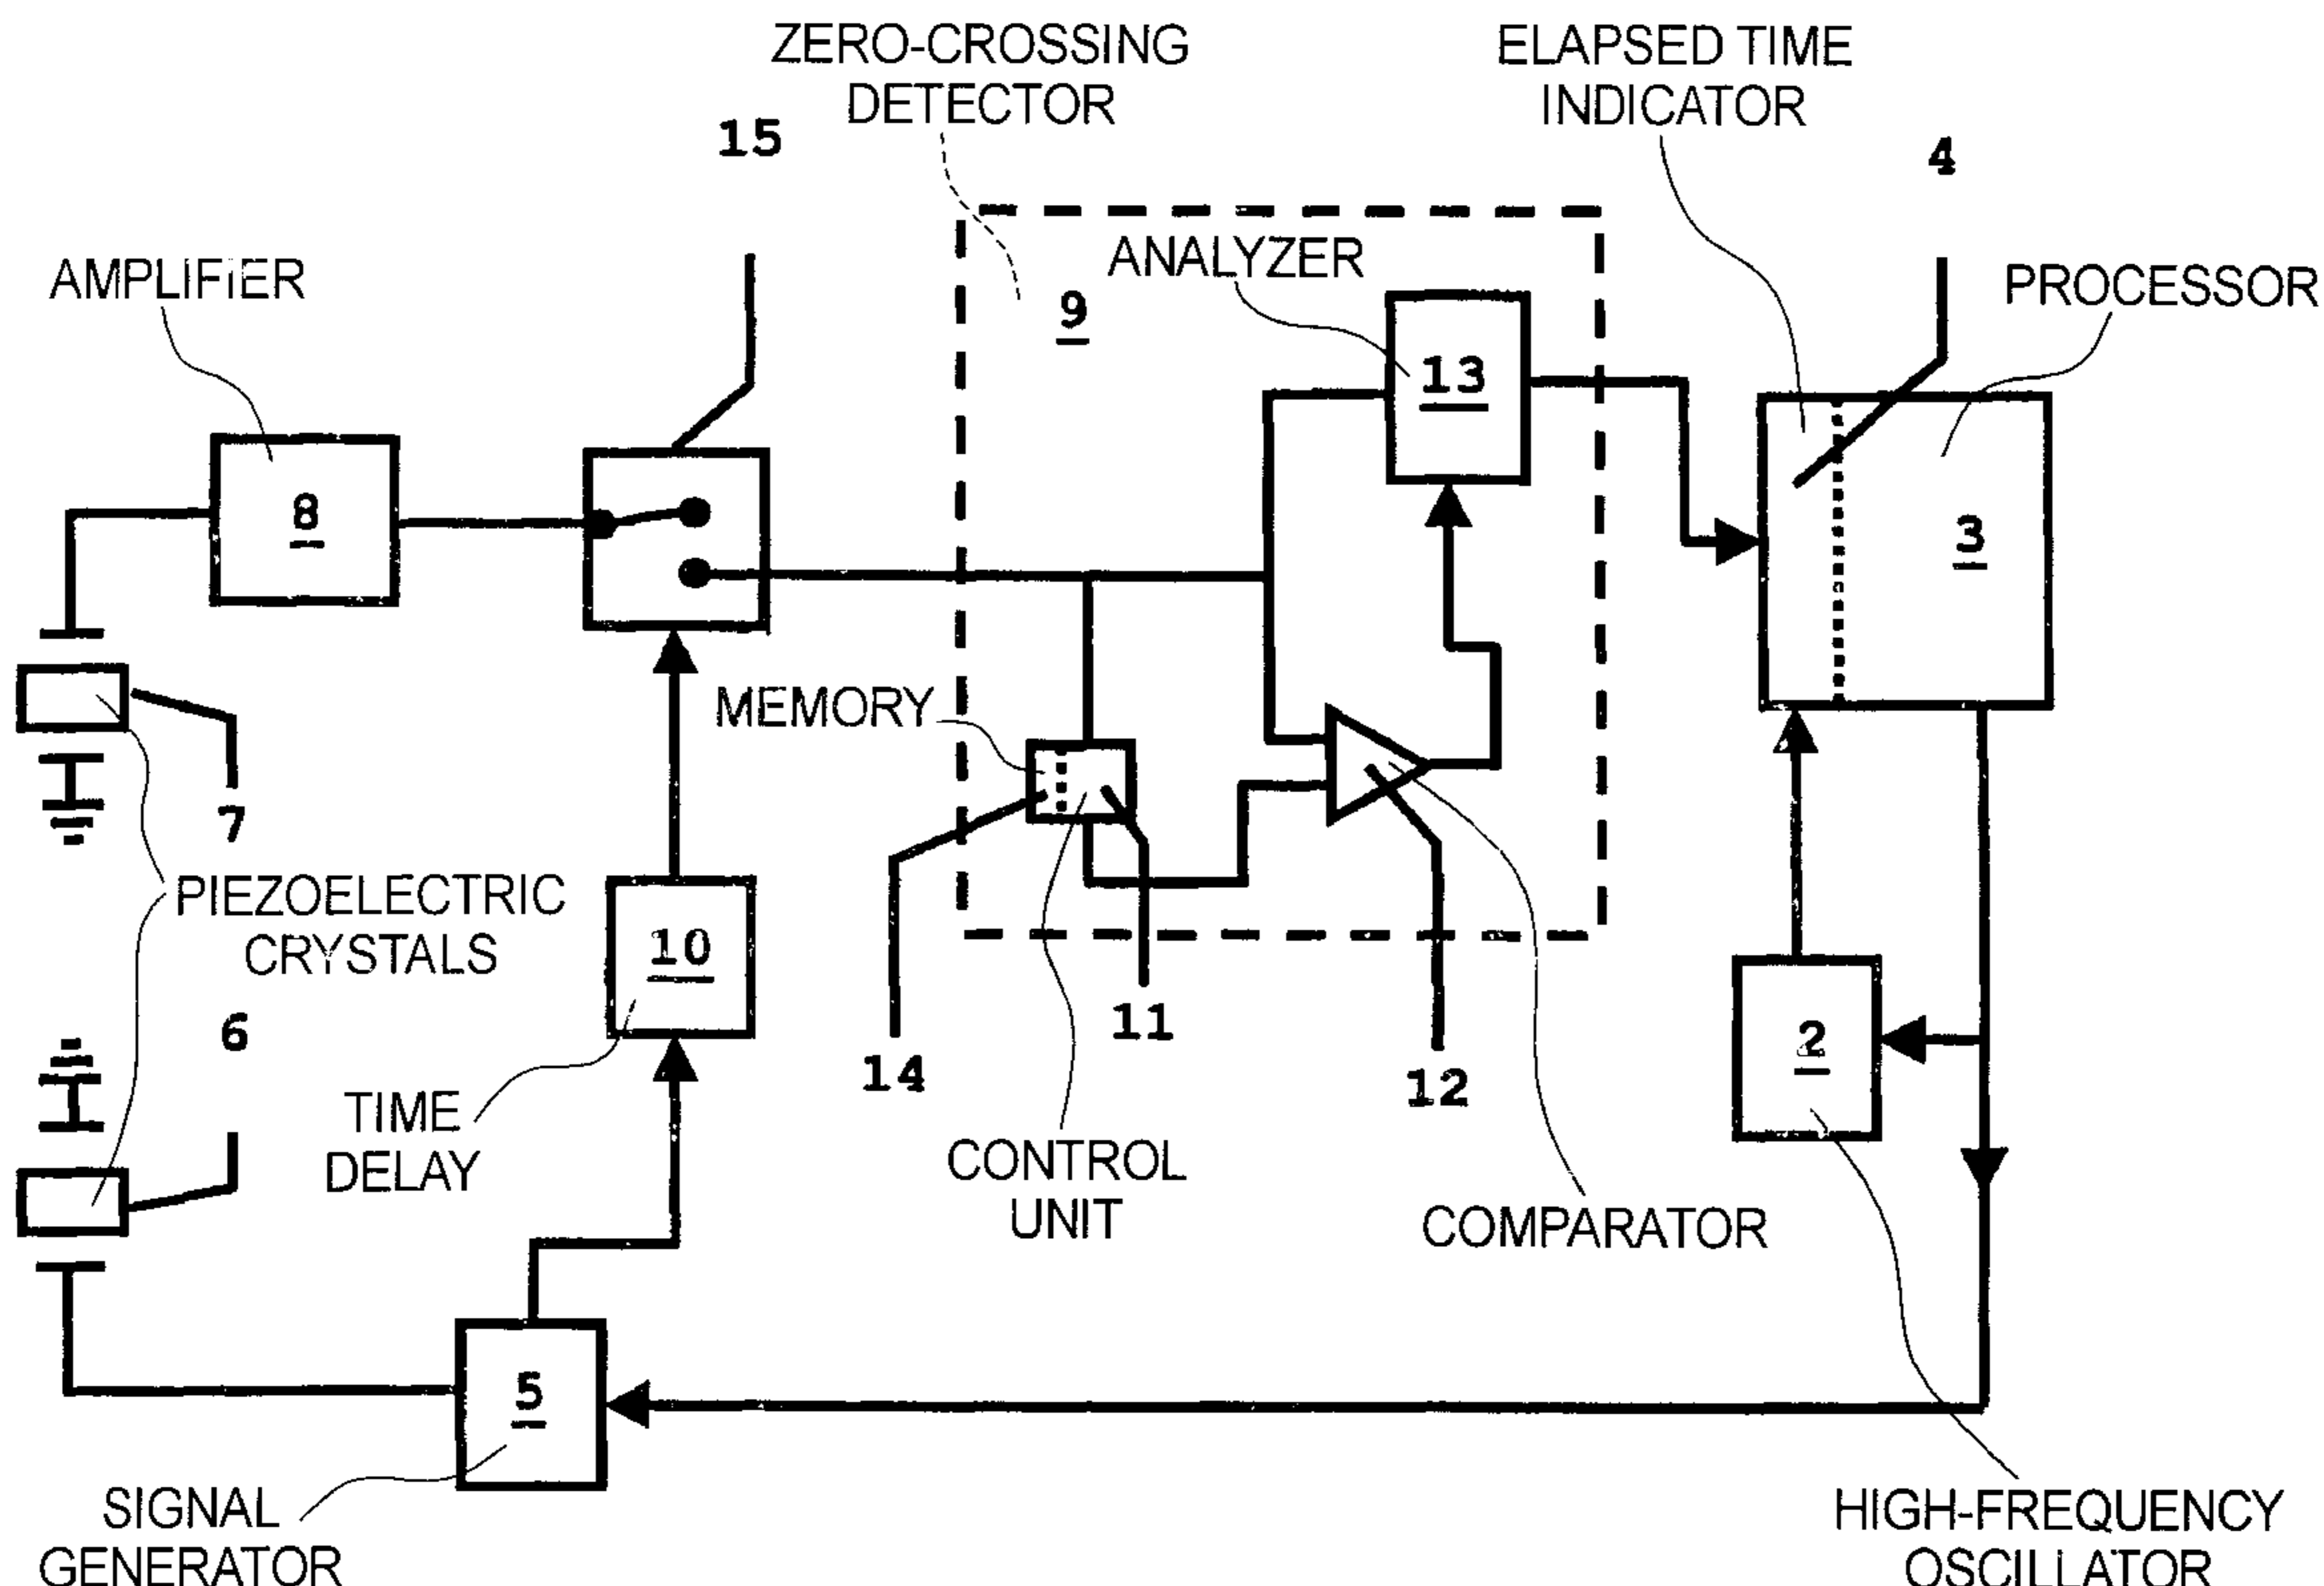 ZERO-CROSSING
DETECTOR
ELAPSED TIME
INDICATOR
15
4
AMPLIFIER
ANALYZER
PROCESSOR
9
13
8
3
MEMORY
7
PIEZOELECTRIC
CRYSTALS
10
6
14
11
12
2
TIME
DELAY
CONTROL
UNIT
COMPARATOR
5
SIGNAL
GENERATOR
HIGH-FREQUENCY
OSCILLATOR